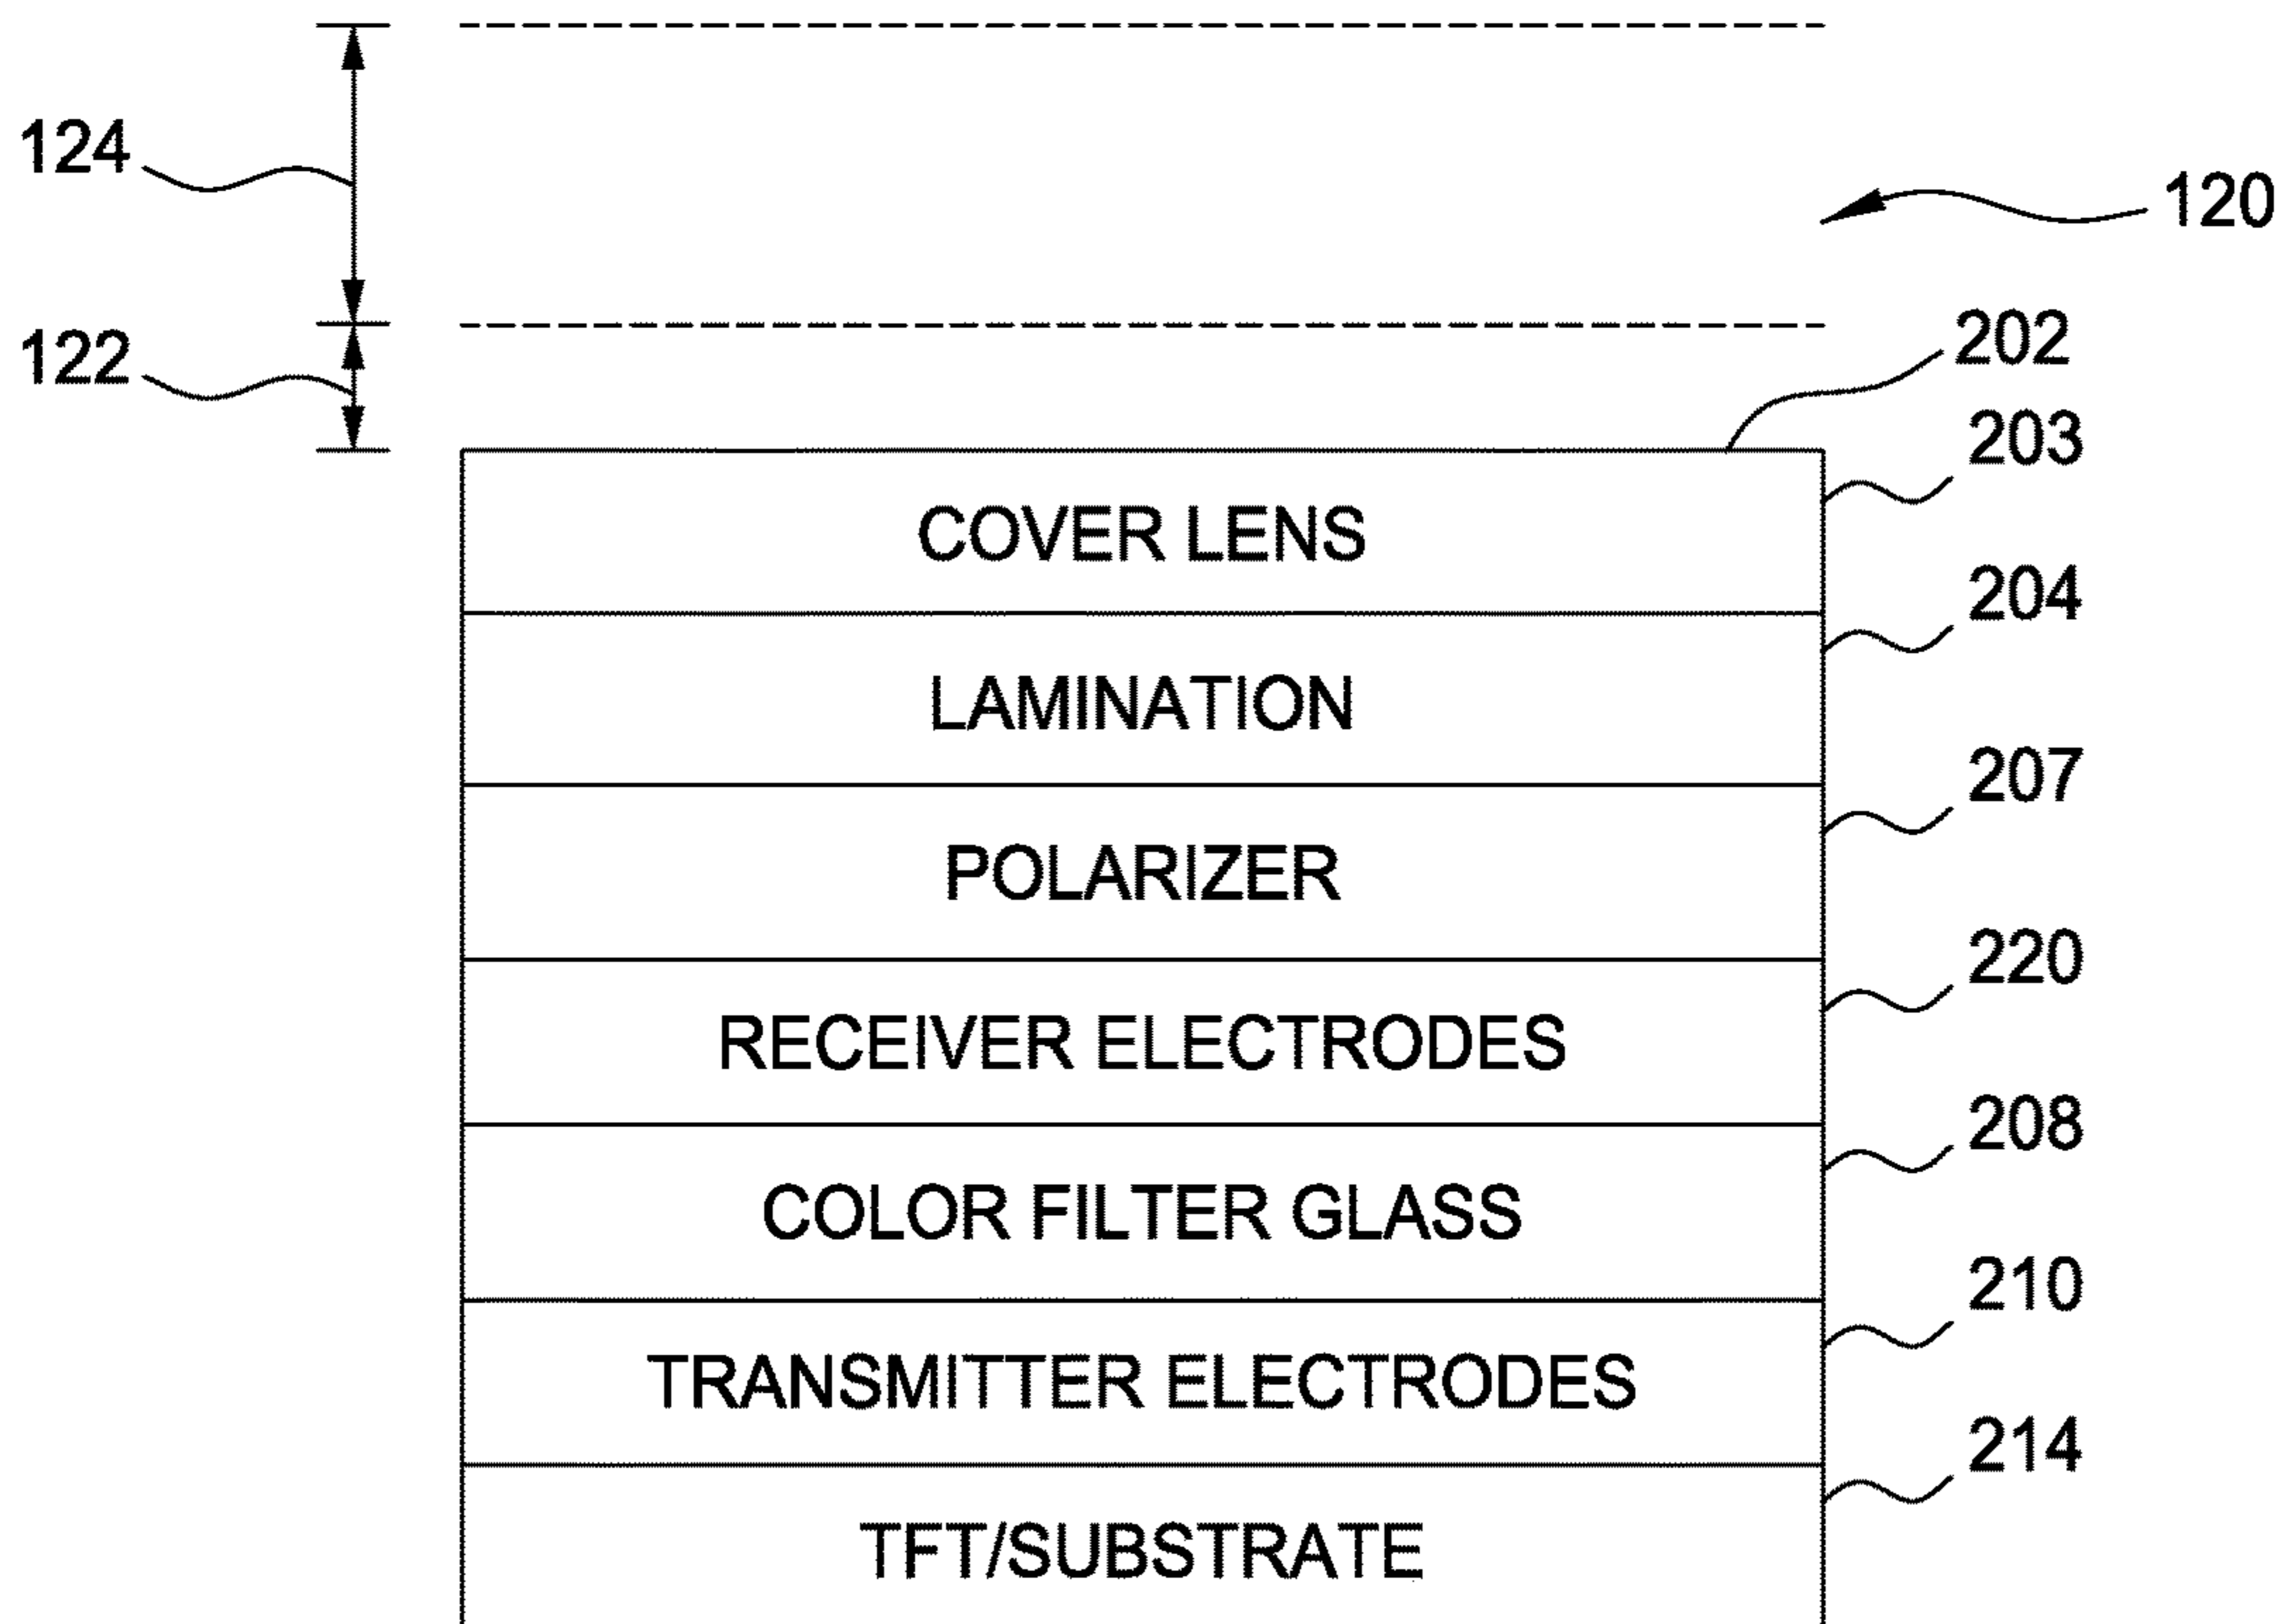 124
120
122
202
203
COVER LENS
204
LAMINATION
207
POLARIZER
220
RECEIVER ELECTRODES
208
COLOR FILTER GLASS
210
TRANSMITTER ELECTRODES
214
TFT/SUBSTRATE